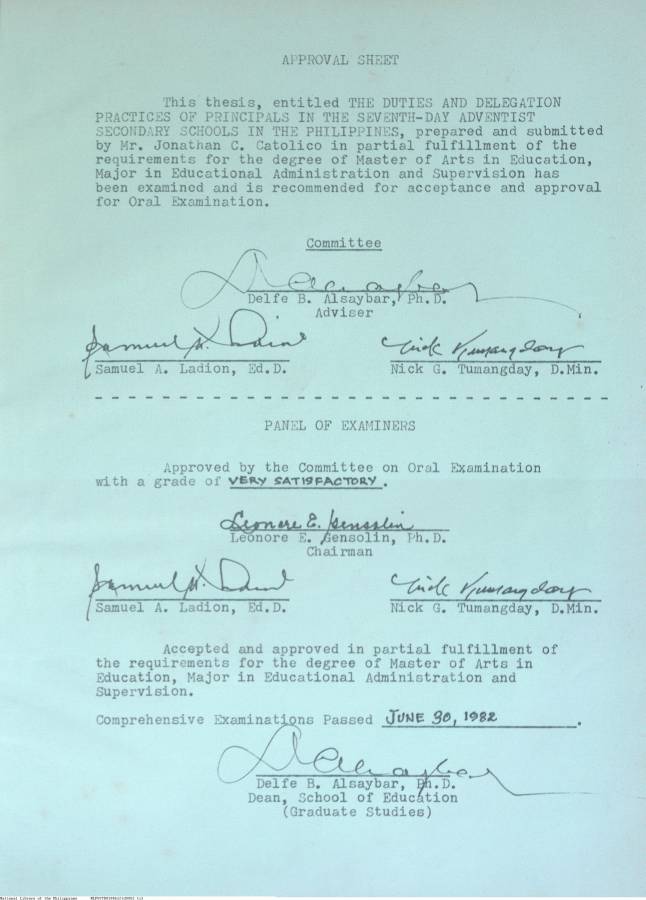 APPROVAL SHEET
This thesis, entitled THE DUTIES AND DELEGATION
PRACTICES OF PRINCIPALS IN THE SEVENTH-DAY ADVENTIST
SECONDARY SCHOOLS IN THE PHILIPPINES, prepared and submitted
by Mr. Jonathan C. Catolico in partial fulfillment of the
requirements for the degree of Master of Arts in Education,
Major in Educational Administration and Supervision has
been examined and is recommended for acceptance and approval
for Oral Examination.
Committee
Delfe B. Alsaybar, Ph.D.
Adviser
Samuel A. Ladion, Ed.D. Nick G. Tumangday, D.Min.
PANEL OF EXAMINERS
Approved by the Committee on Oral Examination
with a grade of VERY SATISFACTORY.
Leonore E. Gensolin
Leonore E. Gensolin, Ph.D.
Chairman
Samuel A. Ladion, Ed.D. Nick G. Tumangday, D.Min.
Accepted and approved in partial fulfillment of
the requirements for the degree of Master of Arts in
Education, Major in Educational Administration and
Supervision.
Comprehensive Examinations Passed JUNE 30, 1982.
Delfe B. Alsaybar, Ph.D.
Dean, School of Education
(Graduate Studies)
National Library of the Philippines